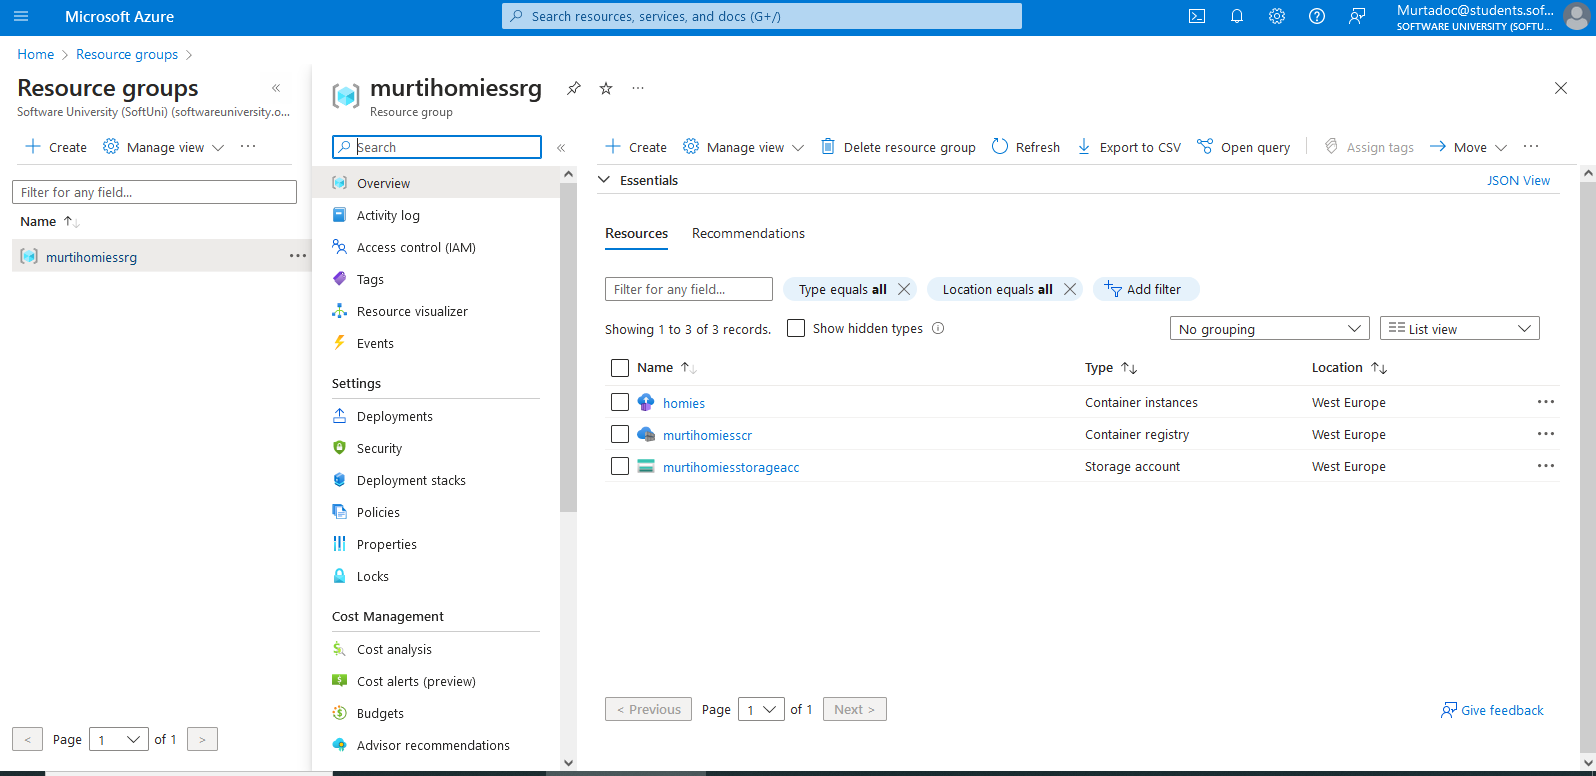 Microsoft Azure
Search resources, services, and docs (G+/)
Murtadoc@students.sof...
SOFTWARE UNIVERSITY (SOFTU...
Home > Resource groups >
Resource groups
Software University (SoftUni) (softwareuniversity.o...
Create
Manage view
Filter for any field...
Name
murtihomiessrg
Page 1 of 1
murtihomiessrg
Resource group
Search
Overview
Activity log
Access control (IAM)
Tags
Resource visualizer
Events
Settings
Deployments
Security
Deployment stacks
Policies
Properties
Locks
Cost Management
Cost analysis
Cost alerts (preview)
Budgets
Advisor recommendations
Create Manage view Delete resource group Refresh Export to CSV Open query Assign tags Move
Essentials JSON View
Resources Recommendations
Filter for any field... Type equals all Location equals all Add filter
Showing 1 to 3 of 3 records. Show hidden types No grouping List view
Name Type Location
homies Container instances West Europe
murtihomiesscr Container registry West Europe
murtihomiesstorageacc Storage account West Europe
< Previous Page 1 of 1 Next >
Give feedback